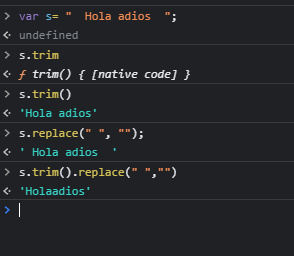 > var s= "  Hola adios  ";
<· undefined
> s.trim
<· ƒ trim() { [native code] }
> s.trim()
<· 'Hola adios'
> s.replace(" ", "");
<· ' Hola adios  '
> s.trim().replace(" ","")
<· 'Holaadios'
>